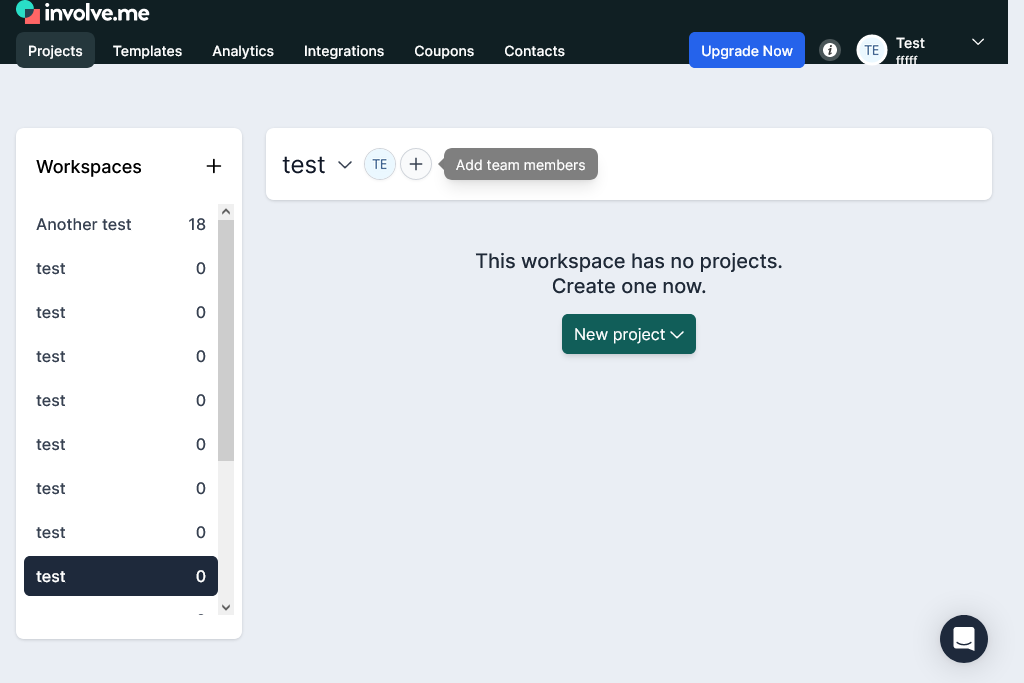 involve.me
Projects Templates Analytics Integrations Coupons Contacts Upgrade Now i TE Test
fffff
Workspaces
test TE Add team members
Another test 18
test 0
test 0
test 0
test 0
test 0
test 0
test 0
test 0
This workspace has no projects.
Create one now.
New project